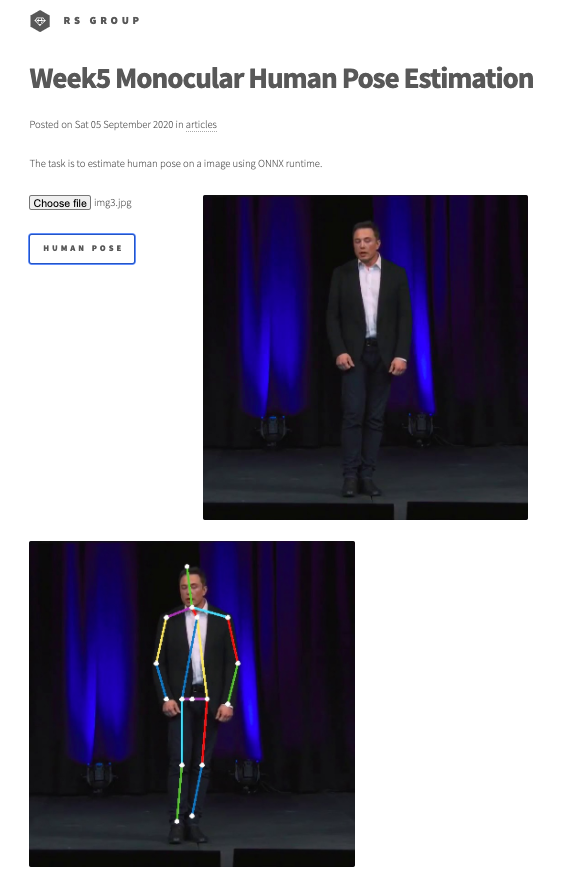 RS GROUP
Week5 Monocular Human Pose Estimation
Posted on Sat 05 September 2020 in articles
The task is to estimate human pose on a image using ONNX runtime.
Choose file img3.jpg
HUMAN POSE